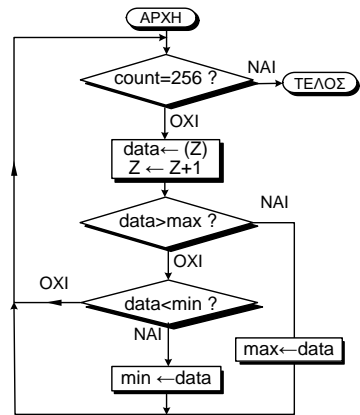 ΑΡΧΗ
count=256 ?
ΝΑΙ
ΤΕΛΟΣ
ΟΧΙ
data← (Z)
Z ← Z+1
data>max ?
ΝΑΙ
ΟΧΙ
ΟΧΙ
data<min ?
ΝΑΙ
max←data
min ←data